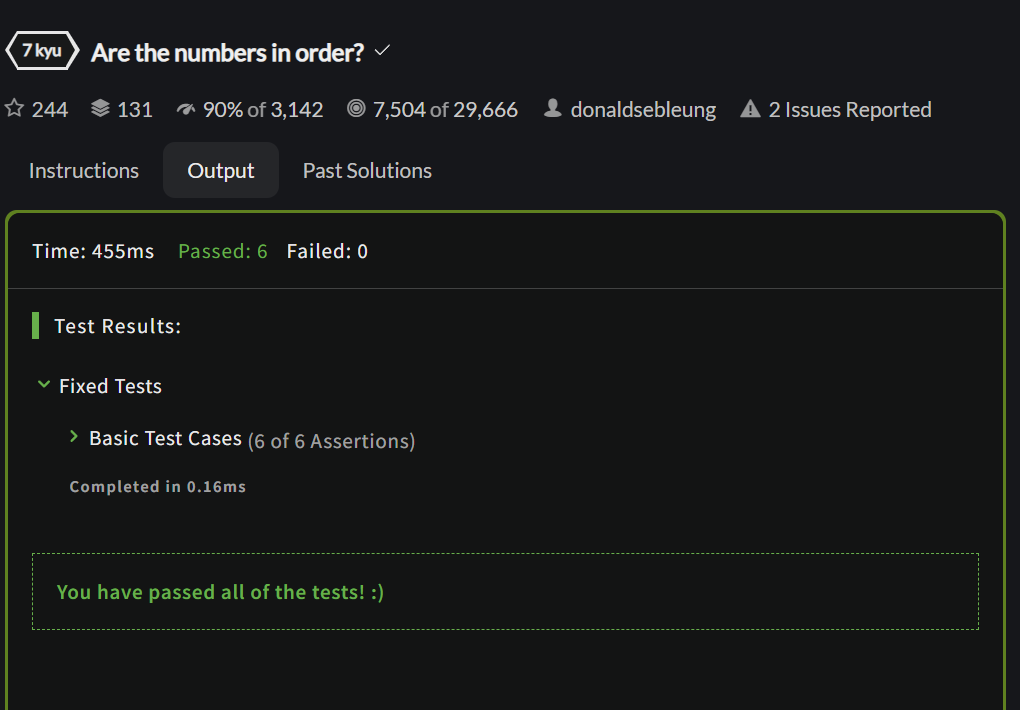 7 kyu Are the numbers in order?
244 131 90% of 3,142 7,504 of 29,666 donaldsebleung 2 Issues Reported
Instructions Output Past Solutions
Time: 455ms Passed: 6 Failed: 0
Test Results:
Fixed Tests
Basic Test Cases (6 of 6 Assertions)
Completed in 0.16ms
You have passed all of the tests! :)